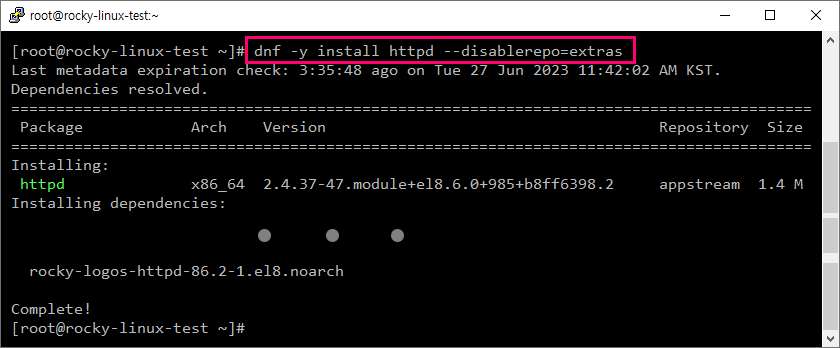 root@rocky-linux-test:~
[root@rocky-linux-test ~]# dnf -y install httpd --disablerepo=extras
Last metadata expiration check: 3:35:48 ago on Tue 27 Jun 2023 11:42:02 AM KST.
Dependencies resolved.
================================================================================
Package Arch Version Repository Size
================================================================================
Installing:
httpd x86_64 2.4.37-47.module+el8.6.0+985+b8ff6398.2 appstream 1.4 M
Installing dependencies:
rocky-logos-httpd-86.2-1.el8.noarch
Complete!
[root@rocky-linux-test ~]#